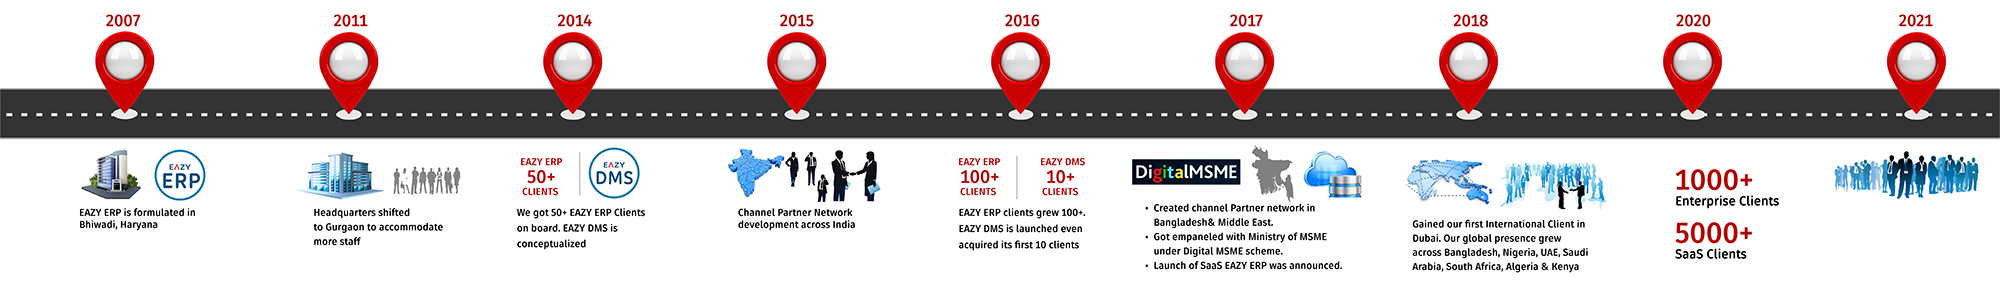 2007
2011
2014
2015
2016
2017
2018
2020
2021
EAZY
ERP
EAZY ERP is formulated in
Bhiwadi, Haryana
Headquarters shifted
to Gurgaon to accommodate
more staff
EAZY ERP
50+
CLIENTS
EAZY
DMS
We got 50+ EAZY ERP Clients
on board. EAZY DMS is
conceptualized
Channel Partner Network
development across India
EAZY ERP
100+
CLIENTS
EAZY DMS
10+
CLIENTS
EAZY ERP clients grew 100+.
EAZY DMS is launched even
acquired its first 10 clients
DigitalMSME
• Created channel Partner network in
Bangladesh& Middle East.
• Got empaneled with Ministry of MSME
under Digital MSME scheme.
• Launch of SaaS EAZY ERP was announced.
Gained our first International Client in
Dubai. Our global presence grew
across Bangladesh, Nigeria, UAE, Saudi
Arabia, South Africa, Algeria & Kenya
1000+
Enterprise Clients
5000+
SaaS Clients